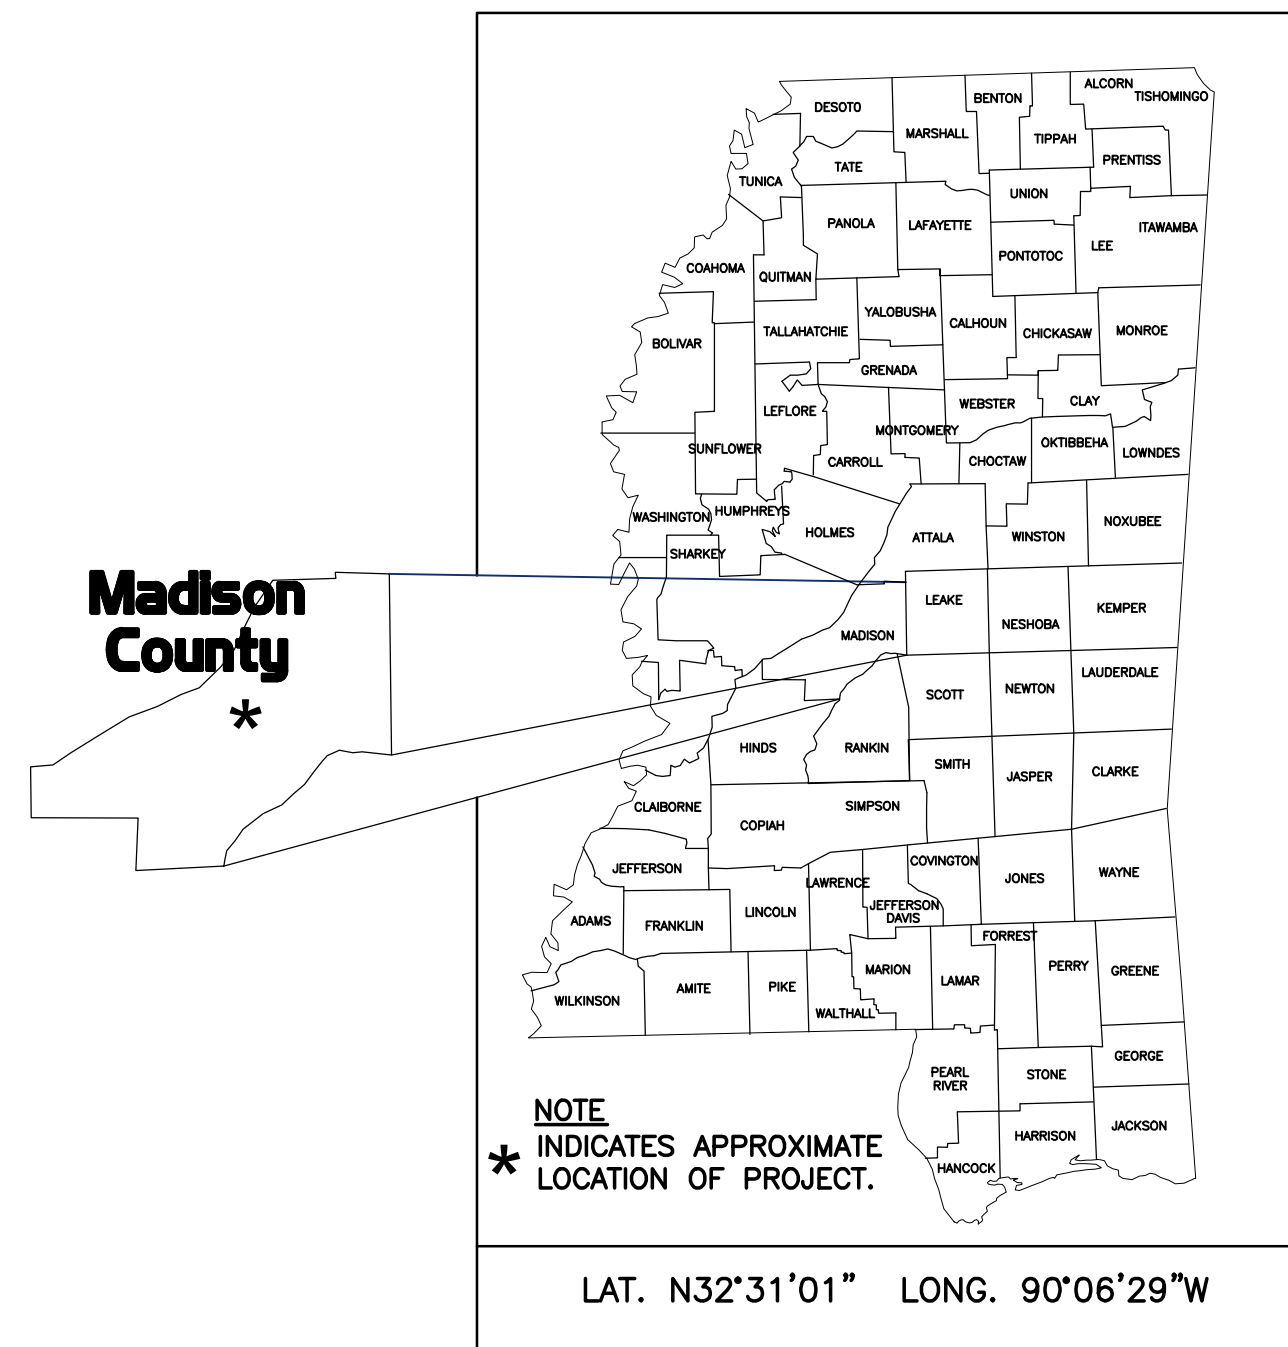 ALCORN
TISHOMINGO
BENTON
DESOTO
MARSHALL
TIPPAH
PRENTISS
TATE
TUNICA
UNION
PANOLA
LAFAYETTE
ITAWAMBA
LEE
PONTOTOC
COAHOMA
QUITMAN
YALOBUSHA
CALHOUN
TALLAHATCHIE
CHICKASAW
MONROE
BOLIVAR
GRENADA
WEBSTER
CLAY
LEFLORE
MONTGOMERY
OKTIBBEHA
SUNFLOWER
LOWNDES
CARROLL
CHOCTAW
HUMPHREYS
WASHINGTON
NOXUBEE
HOLMES
ATTALA
WINSTON
SHARKEY
Madison
County
*
LEAKE
KEMPER
NESHOBA
MADISON
LAUDERDALE
SCOTT
NEWTON
HINDS
RANKIN
SMITH
JASPER
CLARKE
CLAIBORNE
SIMPSON
COPIAH
COVINGTON
JEFFERSON
WAYNE
JONES
LAWRENCE
JEFFERSON
DAVIS
LINCOLN
ADAMS
FRANKLIN
FORREST
PERRY
MARION
GREENE
LAMAR
AMITE
PIKE
WILKINSON
WALTHALL
GEORGE
PEARL
RIVER
STONE
JACKSON
HARRISON
HANCOCK
NOTE
* INDICATES APPROXIMATE
LOCATION OF PROJECT.
LAT. N32°31'01" LONG. 90°06'29"W